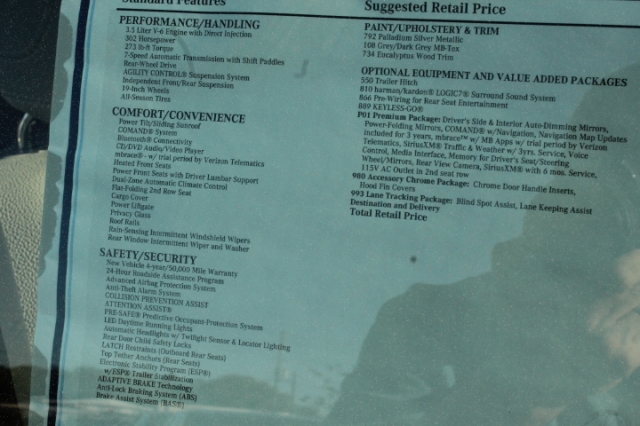 Standard Features
PERFORMANCE/HANDLING
3.5 Liter V-6 Engine with Direct Injection
302 Horsepower
273 lb-ft Torque
7-Speed Automatic Transmission with Shift Paddles
Rear-Wheel Drive
AGILITY CONTROL® Suspension System
Independent Front/Rear Suspension
19-Inch Wheels
All-Season Tires
COMFORT/CONVENIENCE
Power Tilt/Sliding Sunroof
COMAND® System
Bluetooth® Connectivity
CD/DVD Audio/Video Player
mbrace® - w/ trial period by Verizon Telematics
Heated Front Seats
Power Front Seats with Driver Lumbar Support
Dual-Zone Automatic Climate Control
Flat-Folding 2nd Row Seat
Cargo Cover
Power Liftgate
Privacy Glass
Roof Rails
Rain-Sensing Intermittent Windshield Wipers
Rear Window Intermittent Wiper and Washer
SAFETY/SECURITY
New Vehicle 4-year/50,000 Mile Warranty
24-Hour Roadside Assistance Program
Advanced Airbag Protection System
Anti-Theft Alarm System
COLLISION PREVENTION ASSIST
ATTENTION ASSIST®
PRE-SAFE® Predictive Occupant-Protection System
LED Daytime Running Lights
Automatic Headlights w/ Twilight Sensor & Locator Lighting
Rear Door Child Safety Locks
LATCH Restraints (Outboard Rear Seats)
Top Tether Anchors (Rear Seats)
Electronic Stability Program (ESP®)
w/ESP® Trailer Stabilization
ADAPTIVE BRAKE Technology
Anti-Lock Braking System (ABS)
Brake Assist System (BAS®)
Suggested Retail Price
PAINT/UPHOLSTERY & TRIM
792 Palladium Silver Metallic
108 Grey/Dark Grey MB-Tex
734 Eucalyptus Wood Trim
OPTIONAL EQUIPMENT AND VALUE ADDED PACKAGES
550 Trailer Hitch
810 harman/kardon® LOGIC7® Surround Sound System
866 Pre-Wiring for Rear Seat Entertainment
889 KEYLESS-GO®
P01 Premium Package: Driver's Side & Interior Auto-Dimming Mirrors,
Power-Folding Mirrors, COMAND® w/Navigation, Navigation Map Updates
included for 3 years, mbrace™ w/ MB Apps w/ trial period by Verizon
Telematics, SiriusXM® Traffic & Weather w/ 3yrs. Service, Voice
Control, Media Interface, Memory for Driver's Seat/Steering
Wheel/Mirrors, Rear View Camera, SiriusXM® with 6 mos. Service,
115V AC Outlet in 2nd seat row
980 Accessory Chrome Package: Chrome Door Handle Inserts,
Hood Fin Covers
993 Lane Tracking Package: Blind Spot Assist, Lane Keeping Assist
Destination and Delivery
Total Retail Price